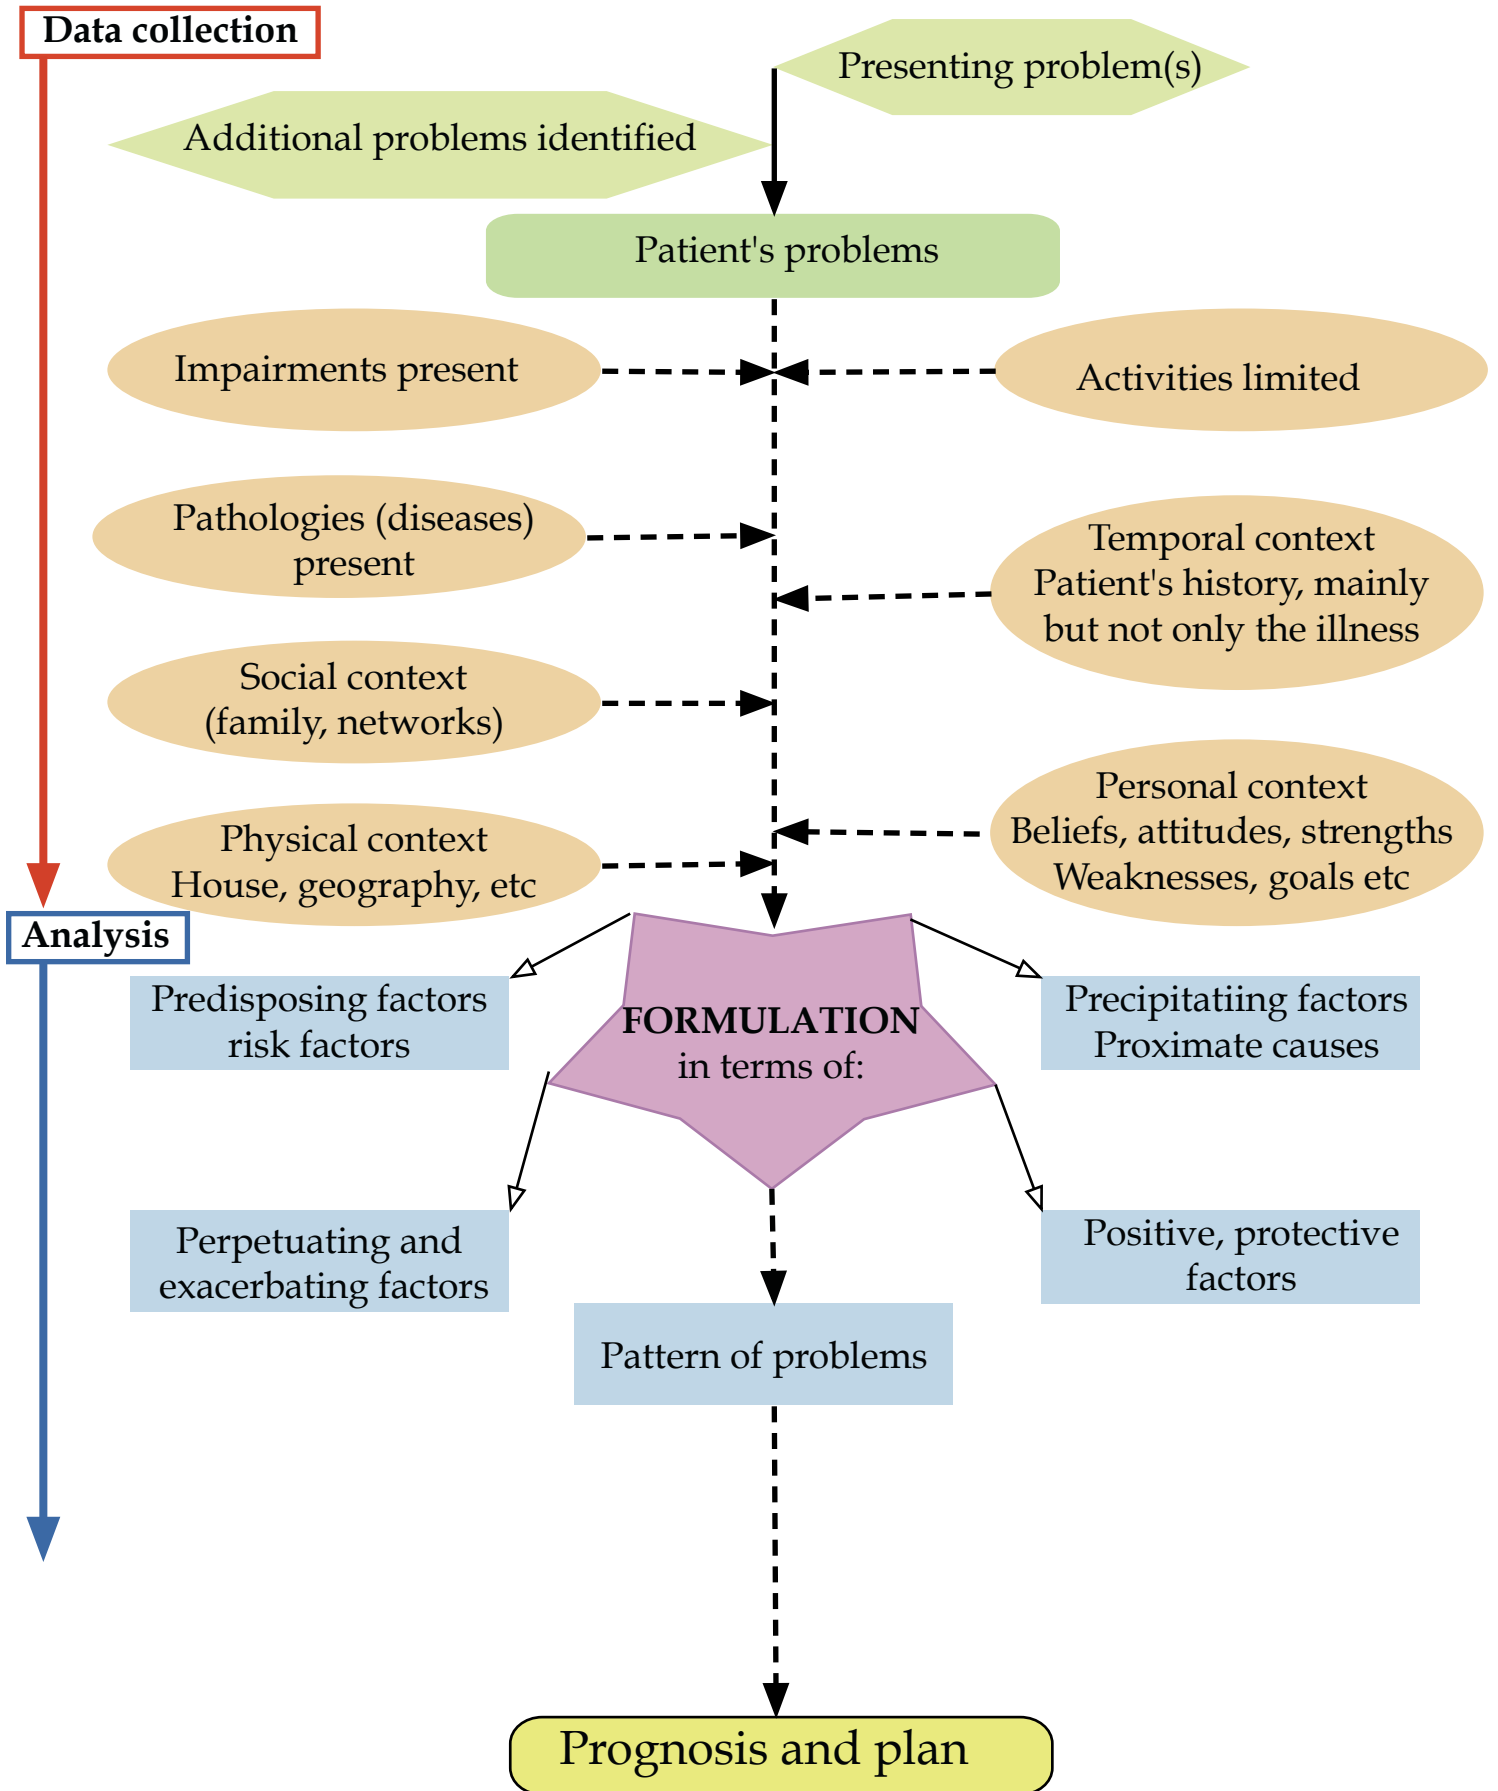 Data collection
Presenting problem(s)
Additional problems identified
Patient's problems
Impairments present
Activities limited
Pathologies (diseases)
present
Temporal context
Patient's history, mainly
but not only the illness
Social context
(family, networks)
Personal context
Beliefs, attitudes, strengths
Weaknesses, goals etc
Physical context
House, geography, etc
Analysis
Predisposing factors
risk factors
FORMULATION
in terms of:
Precipitatiing factors
Proximate causes
Perpetuating and
exacerbating factors
Positive, protective
factors
Pattern of problems
Prognosis and plan